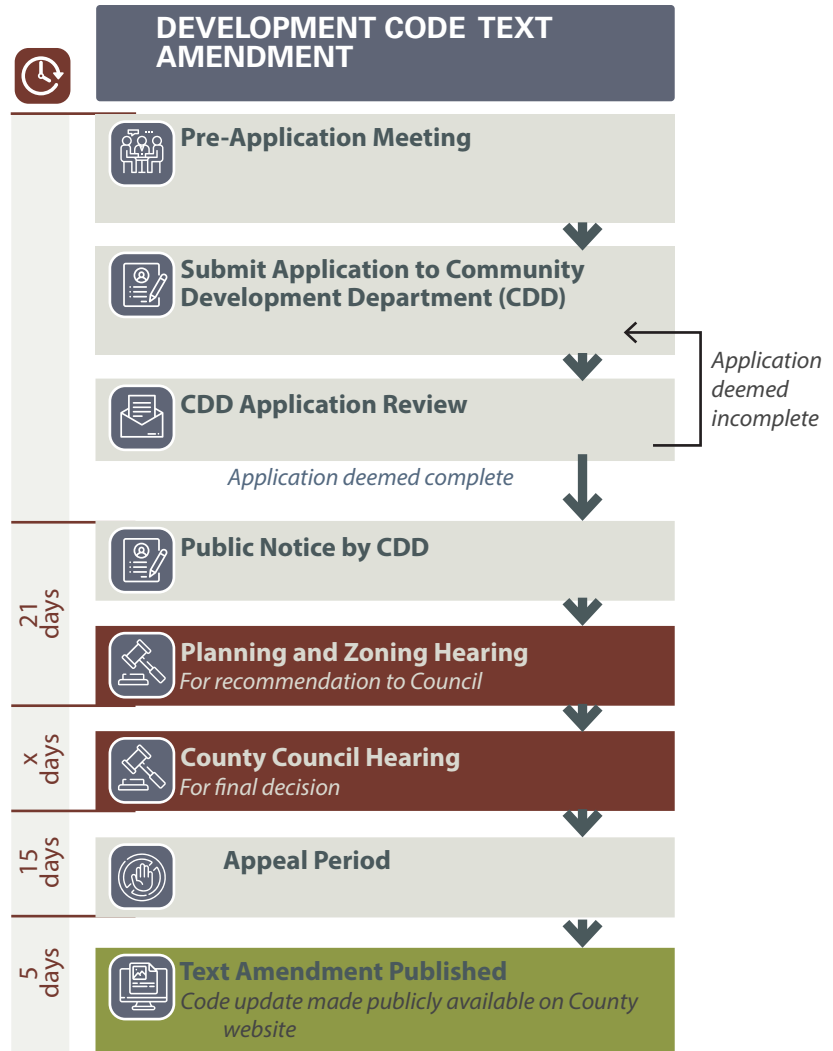 DEVELOPMENT CODE TEXT
AMENDMENT
Pre-Application Meeting
Submit Application to Community
Development Department (CDD)
Application
deemed
incomplete
CDD Application Review
Application deemed complete
21
days
Public Notice by CDD
Planning and Zoning Hearing
For recommendation to Council
x
days
County Council Hearing
For final decision
15
days
Appeal Period
5
days
Text Amendment Published
Code update made publicly available on County
website